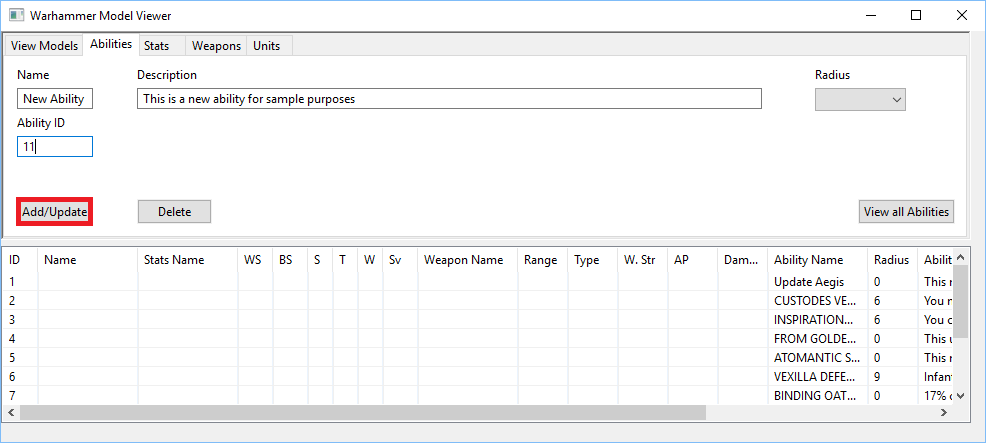 Warhammer Model Viewer
View Models Abilities Stats Weapons Units
Name Description Radius
New Ability This is a new ability for sample purposes
Ability ID
11
Add/Update Delete View all Abilities
ID Name Stats Name WS BS S T W Sv Weapon Name Range Type W. Str AP Dam... Ability Name Radius Abilit
1 Update Aegis 0 This r
2 CUSTODES VE... 6 You n
3 INSPIRATION... 6 You c
4 FROM GOLDE... 0 This u
5 ATOMANTIC S... 0 This r
6 VEXILLA DEFE... 9 Infant
7 BINDING OAT... 0 17% c